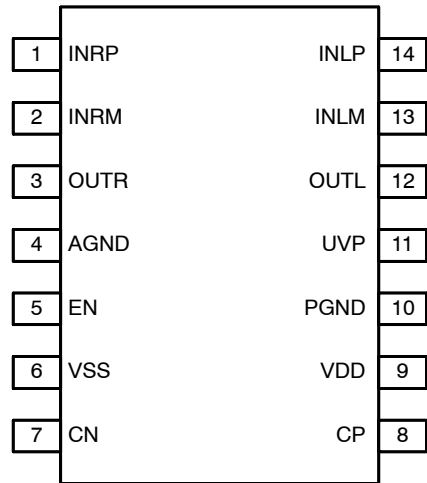 1 INRP INLP 14
2 INRM INLM 13
3 OUTR OUTL 12
4 AGND UVP 11
5 EN PGND 10
6 VSS VDD 9
7 CN CP 8